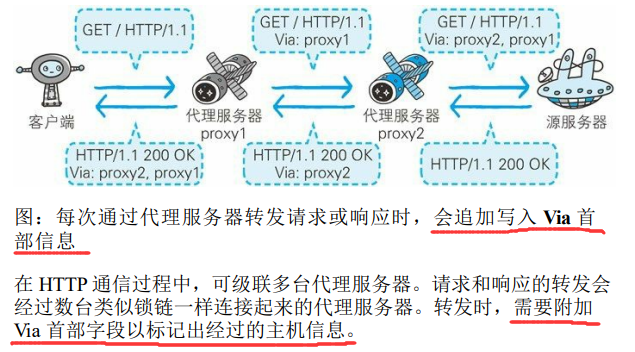 GET / HTTP/1.1
GET / HTTP/1.1
Via: proxy1
GET / HTTP/1.1
Via: proxy2, proxy1
客户端
代理服务器
proxy1
代理服务器
proxy2
源服务器
HTTP/1.1 200 OK
Via: proxy2, proxy1
HTTP/1.1 200 OK
Via: proxy2
HTTP/1.1 200 OK
图：每次通过代理服务器转发请求或响应时，会追加写入 Via 首
部信息
在 HTTP 通信过程中，可级联多台代理服务器。请求和响应的转发会
经过数台类似锁链一样连接起来的代理服务器。转发时，需要附加
Via 首部字段以标记出经过的主机信息。